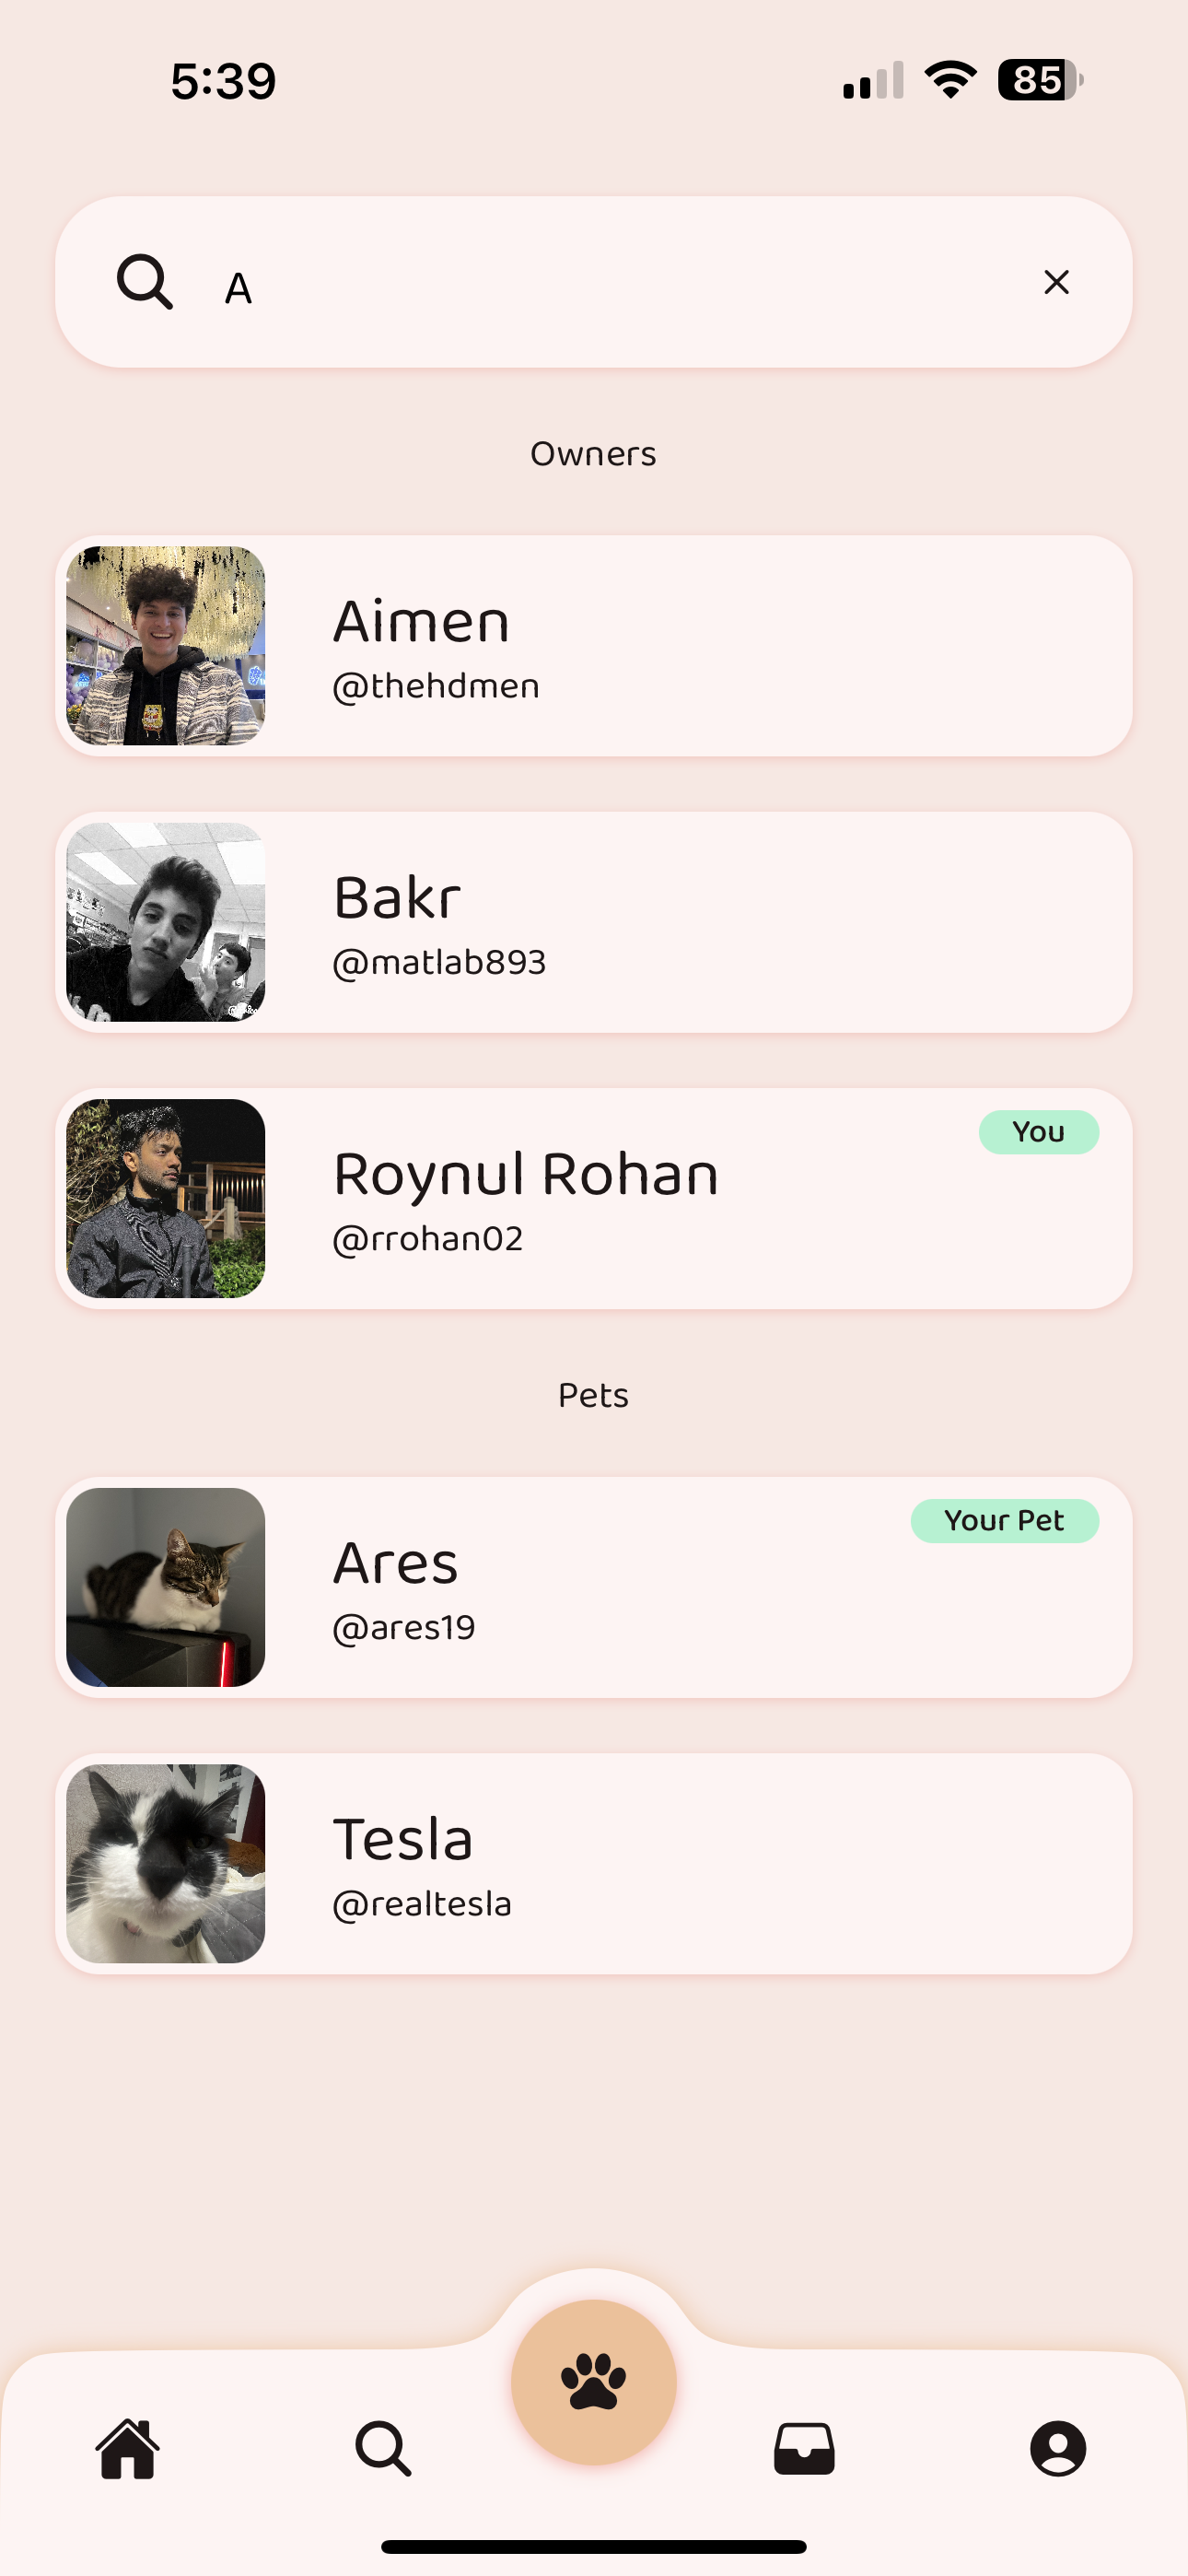 5:39
85
A
Owners
Aimen
@thehdmen
Bakr
@matlab893
Roynul Rohan
You
@rrohan02
Pets
Ares
Your Pet
@ares19
Tesla
@realtesla